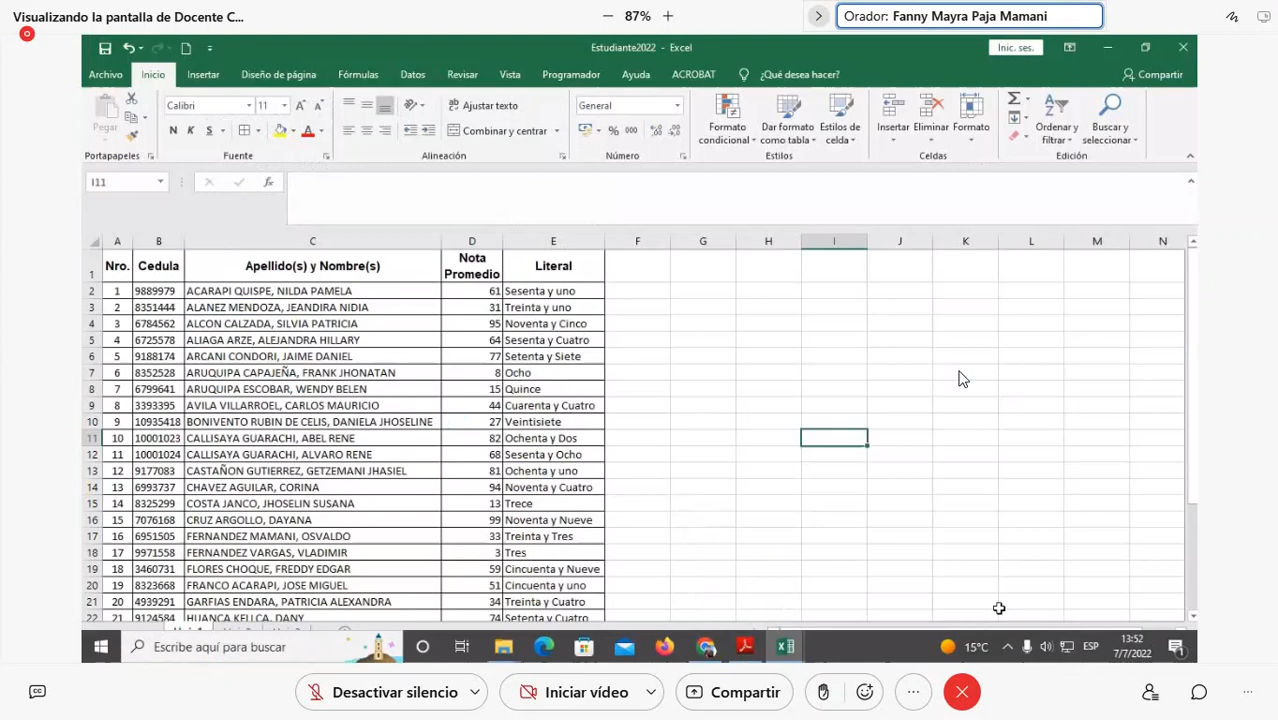 Visualizando la pantalla de Docente C...
87%
Orador: Fanny Mayra Paja Mamani
Estudiante2022 - Excel
Inic. ses.
Archivo Inicio Insertar Diseño de página Fórmulas Datos Revisar Vista Programador Ayuda ACROBAT ¿Qué desea hacer? Compartir
Pegar
Calibri 11
N K S
Ajustar texto
Combinar y centrar
General
% 000
Formato condicional
Dar formato como tabla
Estilos de celda
Insertar Eliminar Formato
Ordenar y filtrar
Buscar y seleccionar
Portapapeles Fuente Alineación Número Estilos Celdas Edición
I11
fx
A B C D E F G H I J K L M N
1 Nro. Cedula Apellido(s) y Nombre(s) Nota Promedio Literal
2 1 9889979 ACARAPI QUISPE, NILDA PAMELA 61 Sesenta y uno
3 2 8351444 ALANEZ MENDOZA, JEANDIRA NIDIA 31 Treinta y uno
4 3 6784562 ALCON CALZADA, SILVIA PATRICIA 95 Noventa y Cinco
5 4 6725578 ALIAGA ARZE, ALEJANDRA HILLARY 64 Sesenta y Cuatro
6 5 9188174 ARCANI CONDORI, JAIME DANIEL 77 Setenta y Siete
7 6 8352528 ARUQUIPA CAPAJEÑA, FRANK JHONATAN 8 Ocho
8 7 6799641 ARUQUIPA ESCOBAR, WENDY BELEN 15 Quince
9 8 3393395 AVILA VILLARROEL, CARLOS MAURICIO 44 Cuarenta y Cuatro
10 9 10935418 BONIVENTO RUBIN DE CELIS, DANIELA JHOSELINE 27 Veintisiete
11 10 10001023 CALLISAYA GUARACHI, ABEL RENE 82 Ochenta y Dos
12 11 10001024 CALLISAYA GUARACHI, ALVARO RENE 68 Sesenta y Ocho
13 12 9177083 CASTAÑON GUTIERREZ, GETZEMANI JHASIEL 81 Ochenta y uno
14 13 6993737 CHAVEZ AGUILAR, CORINA 94 Noventa y Cuatro
15 14 8325299 COSTA JANCO, JHOSELIN SUSANA 13 Trece
16 15 7076168 CRUZ ARGOLLO, DAYANA 99 Noventa y Nueve
17 16 6951505 FERNANDEZ MAMANI, OSVALDO 33 Treinta y Tres
18 17 9971558 FERNANDEZ VARGAS, VLADIMIR 3 Tres
19 18 3460231 FLORES CHOQUE, FREDDY EDGAR 59 Cincuenta y Nueve
20 19 8323668 FRANCO ACARAPI, JOSE MIGUEL 51 Cincuenta y uno
21 20 4939291 GARFIAS ENDARA, PATRICIA ALEXANDRA 34 Treinta y Cuatro
22 21 9124584 HUANCA KELLCA, DANY 74 Setenta y Cuatro
Escribe aquí para buscar
15°C
ESP
13:52
7/7/2022
1
Desactivar silencio
Iniciar vídeo
Compartir